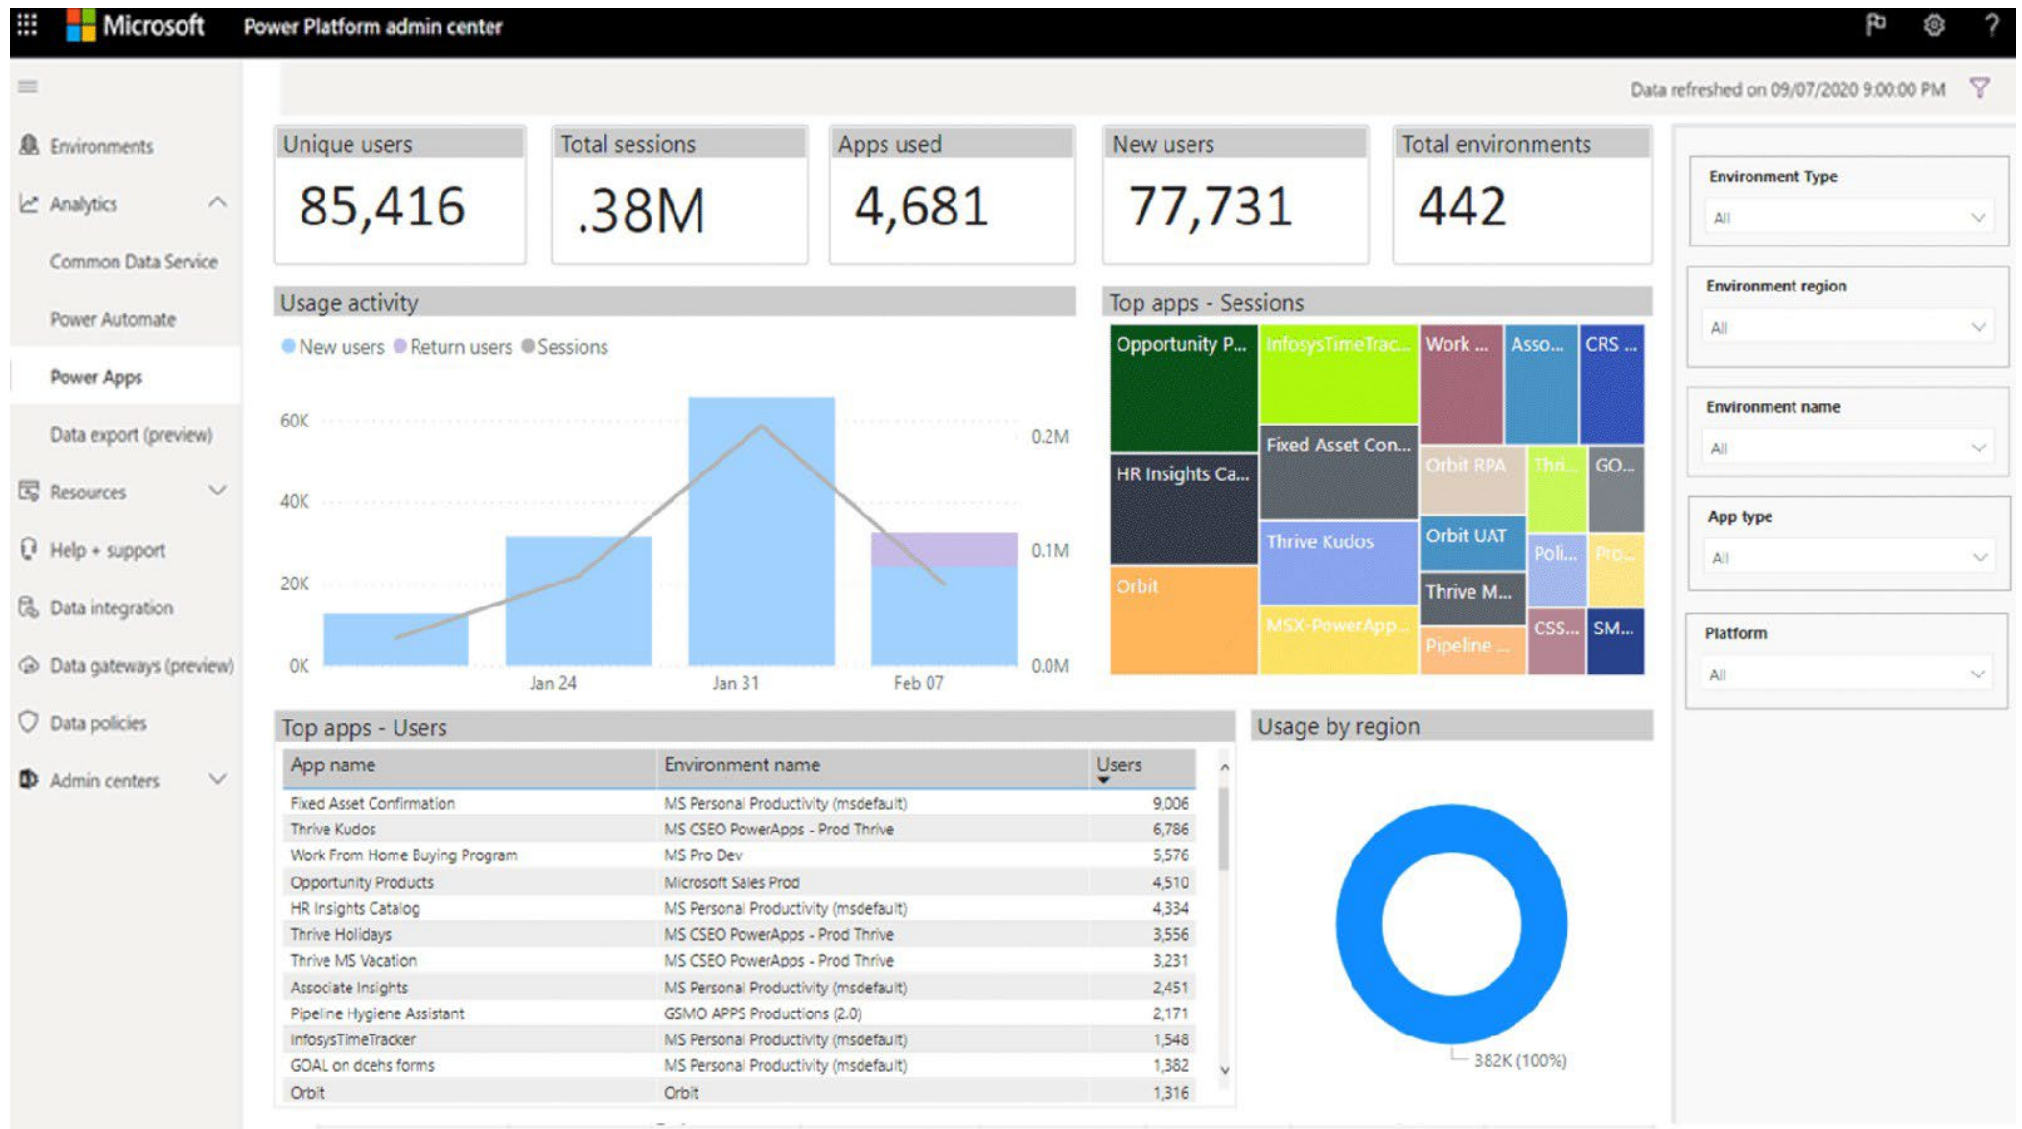 Microsoft Power Platform admin center
Data refreshed on 09/07/2020 9:00:00 PM
Environments
Analytics
Common Data Service
Power Automate
Power Apps
Data export (preview)
Resources
Help + support
Data integration
Data gateways (preview)
Data policies
Admin centers
Unique users
85,416
Total sessions
.38M
Apps used
4,681
New users
77,731
Total environments
442
Usage activity
New users Return users Sessions
60K
40K
20K
0K
0.2M
0.1M
0.0M
Jan 24 Jan 31 Feb 07
Top apps - Sessions
Opportunity P...
HR Insights Ca...
Orbit
InfosysTimeTrac...
Fixed Asset Con...
Thrive Kudos
MSX-PowerApp...
Work ...
Asso...
CRS ...
Orbit RPA
Orbit UAT
Thrive M...
Pipeline ...
Thri...
GO...
Poli...
Pro...
CSS...
SM...
Top apps - Users
App name Environment name Users
Fixed Asset Confirmation MS Personal Productivity (msdefault) 9,006
Thrive Kudos MS CSEO PowerApps - Prod Thrive 6,786
Work From Home Buying Program MS Pro Dev 5,576
Opportunity Products Microsoft Sales Prod 4,510
HR Insights Catalog MS Personal Productivity (msdefault) 4,334
Thrive Holidays MS CSEO PowerApps - Prod Thrive 3,556
Thrive MS Vacation MS CSEO PowerApps - Prod Thrive 3,231
Associate Insights MS Personal Productivity (msdefault) 2,451
Pipeline Hygiene Assistant GSMO APPS Productions (2.0) 2,171
InfosysTimeTracker MS Personal Productivity (msdefault) 1,548
GOAL on dcehs forms MS Personal Productivity (msdefault) 1,382
Orbit Orbit 1,316
Usage by region
382K (100%)
Environment Type
All
Environment region
All
Environment name
All
App type
All
Platform
All